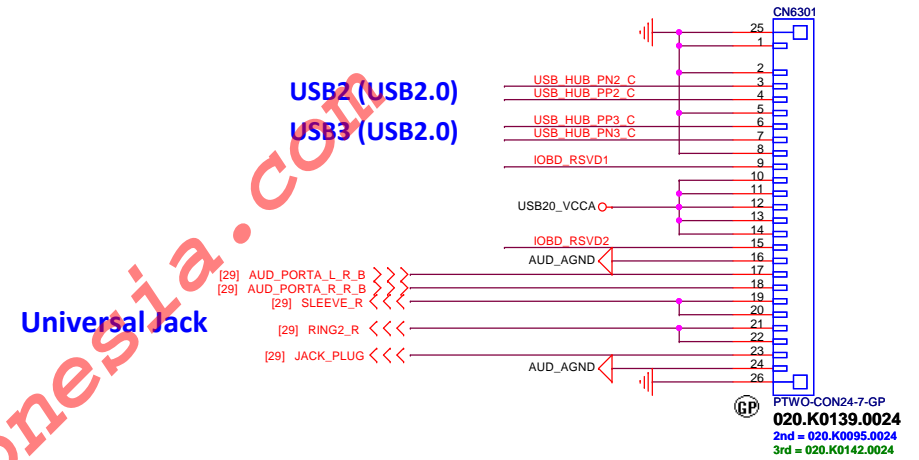 CN6301
25
1
2
USB2 (USB2.0)
USB_HUB_PN2_C 3
USB_HUB_PP2_C 4
5
USB3 (USB2.0)
USB_HUB_PP3_C 6
USB_HUB_PN3_C 7
8
IOBD_RSVD1 9
10
11
USB20_VCCA 12
13
14
IOBD_RSVD2 15
AUD_AGND 16
[29] AUD_PORTA_L_R_B 17
[29] AUD_PORTA_R_R_B 18
[29] SLEEVE_R 19
20
Universal Jack
[29] RING2_R 21
22
[29] JACK_PLUG 23
AUD_AGND 24
26
GP
PTWO-CON24-7-GP
020.K0139.0024
2nd = 020.K0095.0024
3rd = 020.K0142.0024
onesia.com